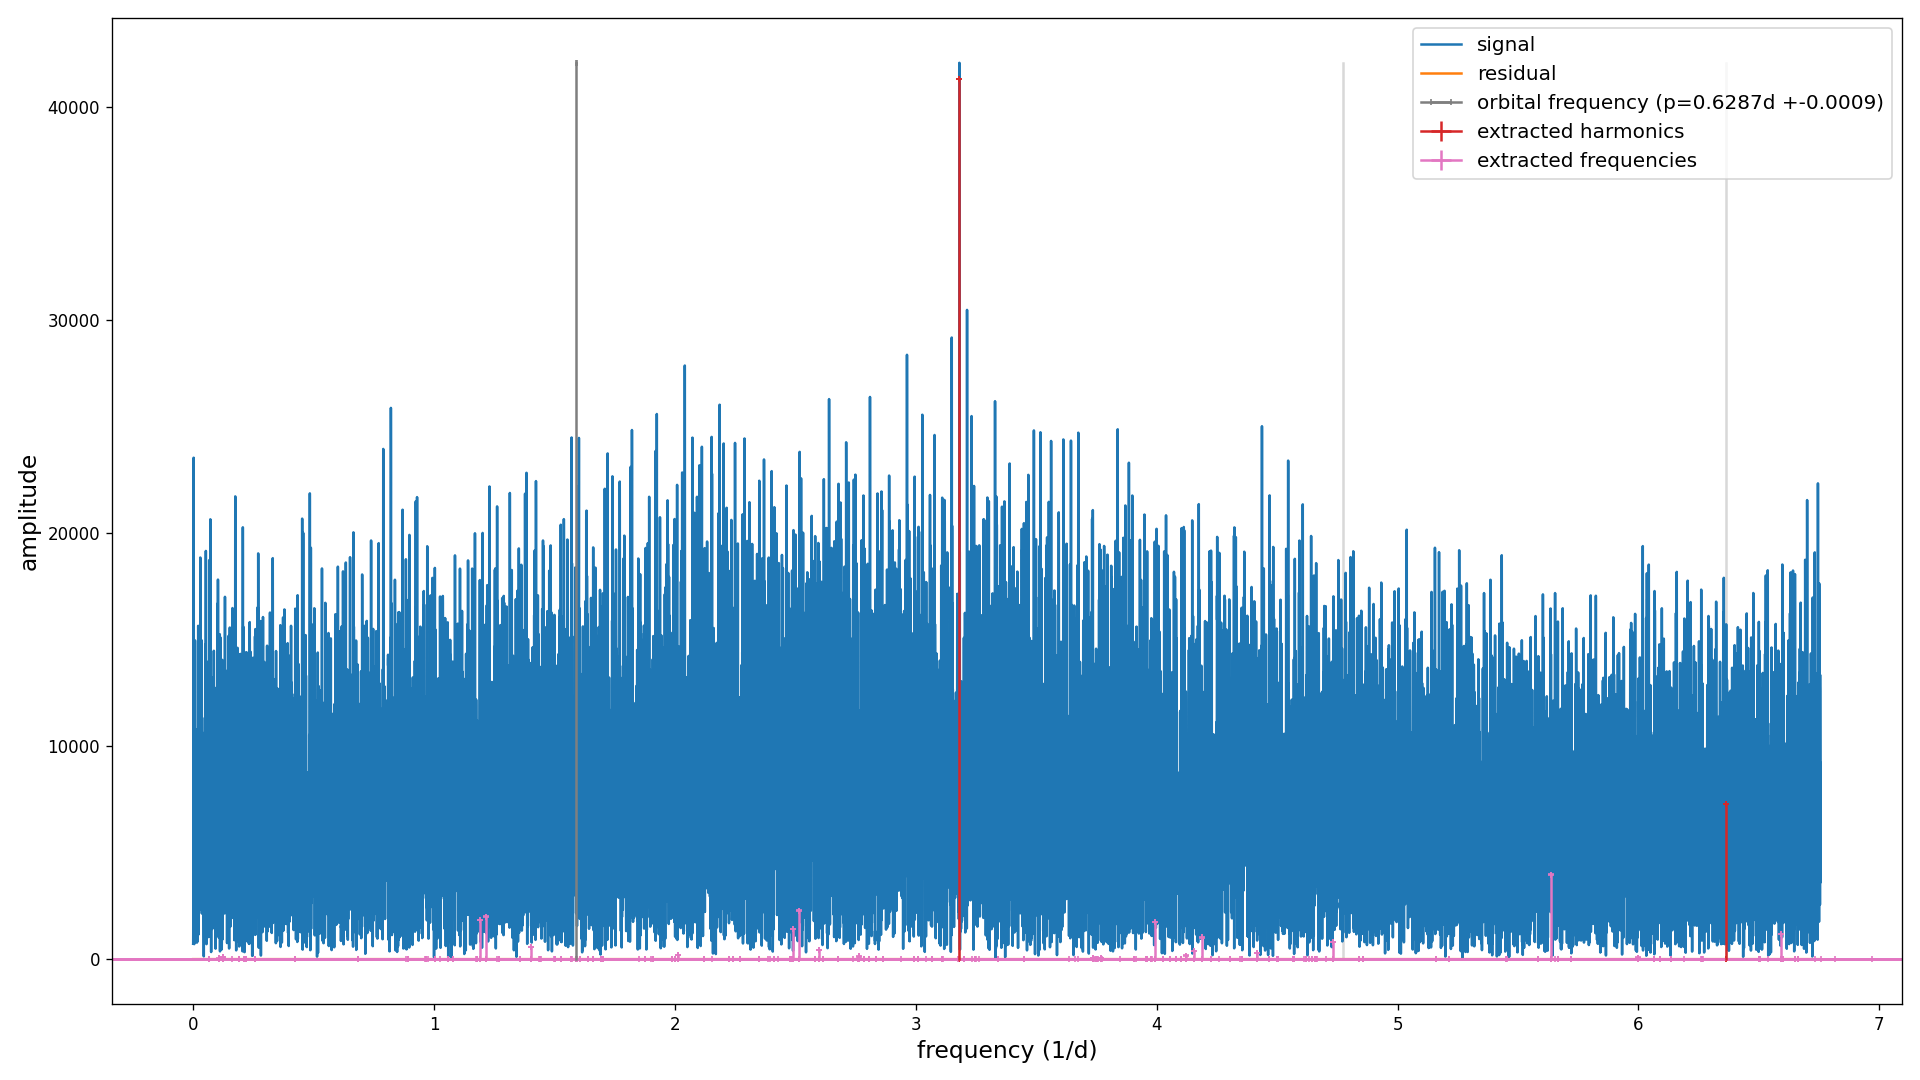 signal
residual
orbital frequency (p=0.6287d +-0.0009)
extracted harmonics
extracted frequencies
amplitude
40000
30000
20000
10000
0
0 1 2 3 4 5 6 7
frequency (1/d)